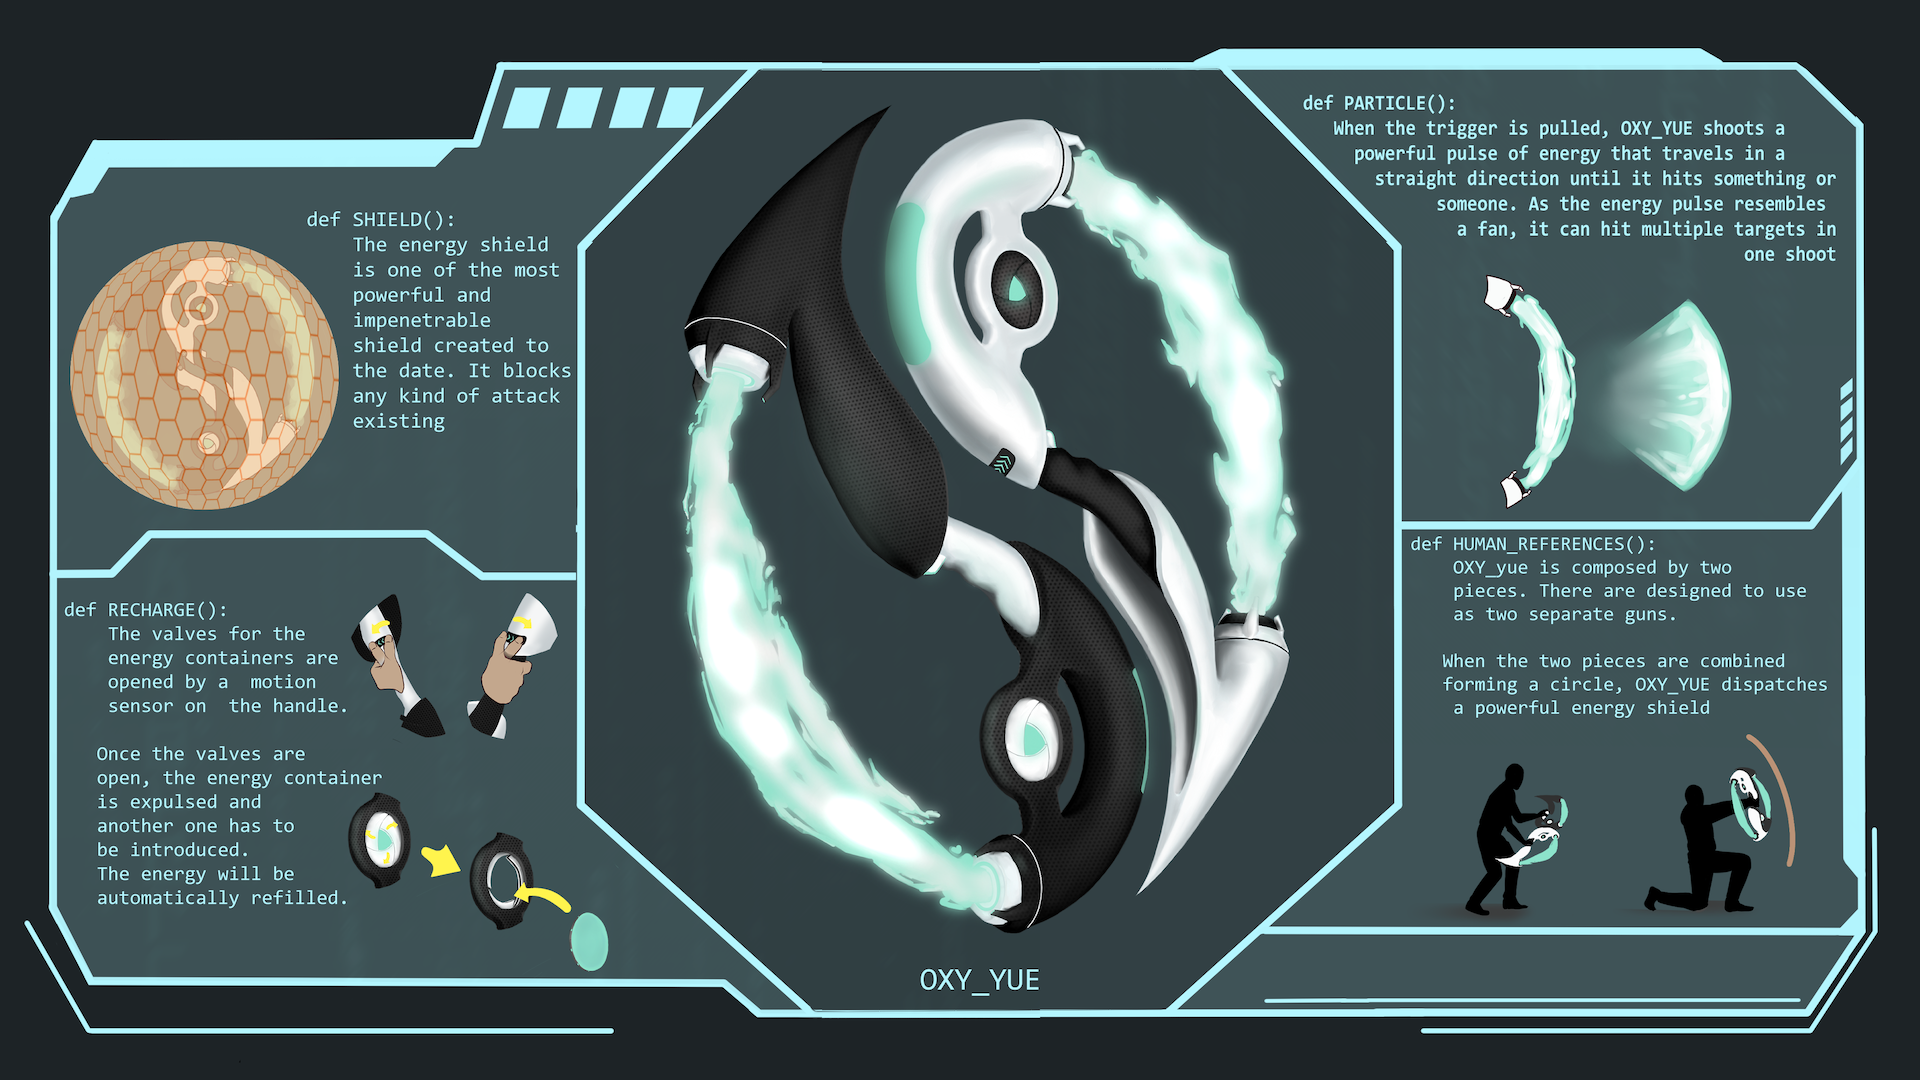 def SHIELD():
The energy shield
is one of the most
powerful and
impenetrable
shield created to
the date. It blocks
any kind of attack
existing
def RECHARGE():
The valves for the
energy containers are
opened by a motion
sensor on the handle.
Once the valves are
open, the energy container
is expulsed and
another one has to
be introduced.
The energy will be
automatically refilled.
OXY_YUE
def PARTICLE():
When the trigger is pulled, OXY_YUE shoots a
powerful pulse of energy that travels in a
straight direction until it hits something or
someone. As the energy pulse resembles
a fan, it can hit multiple targets in
one shoot
def HUMAN_REFERENCES():
OXY_yue is composed by two
pieces. There are designed to use
as two separate guns.
When the two pieces are combined
forming a circle, OXY_YUE dispatches
a powerful energy shield